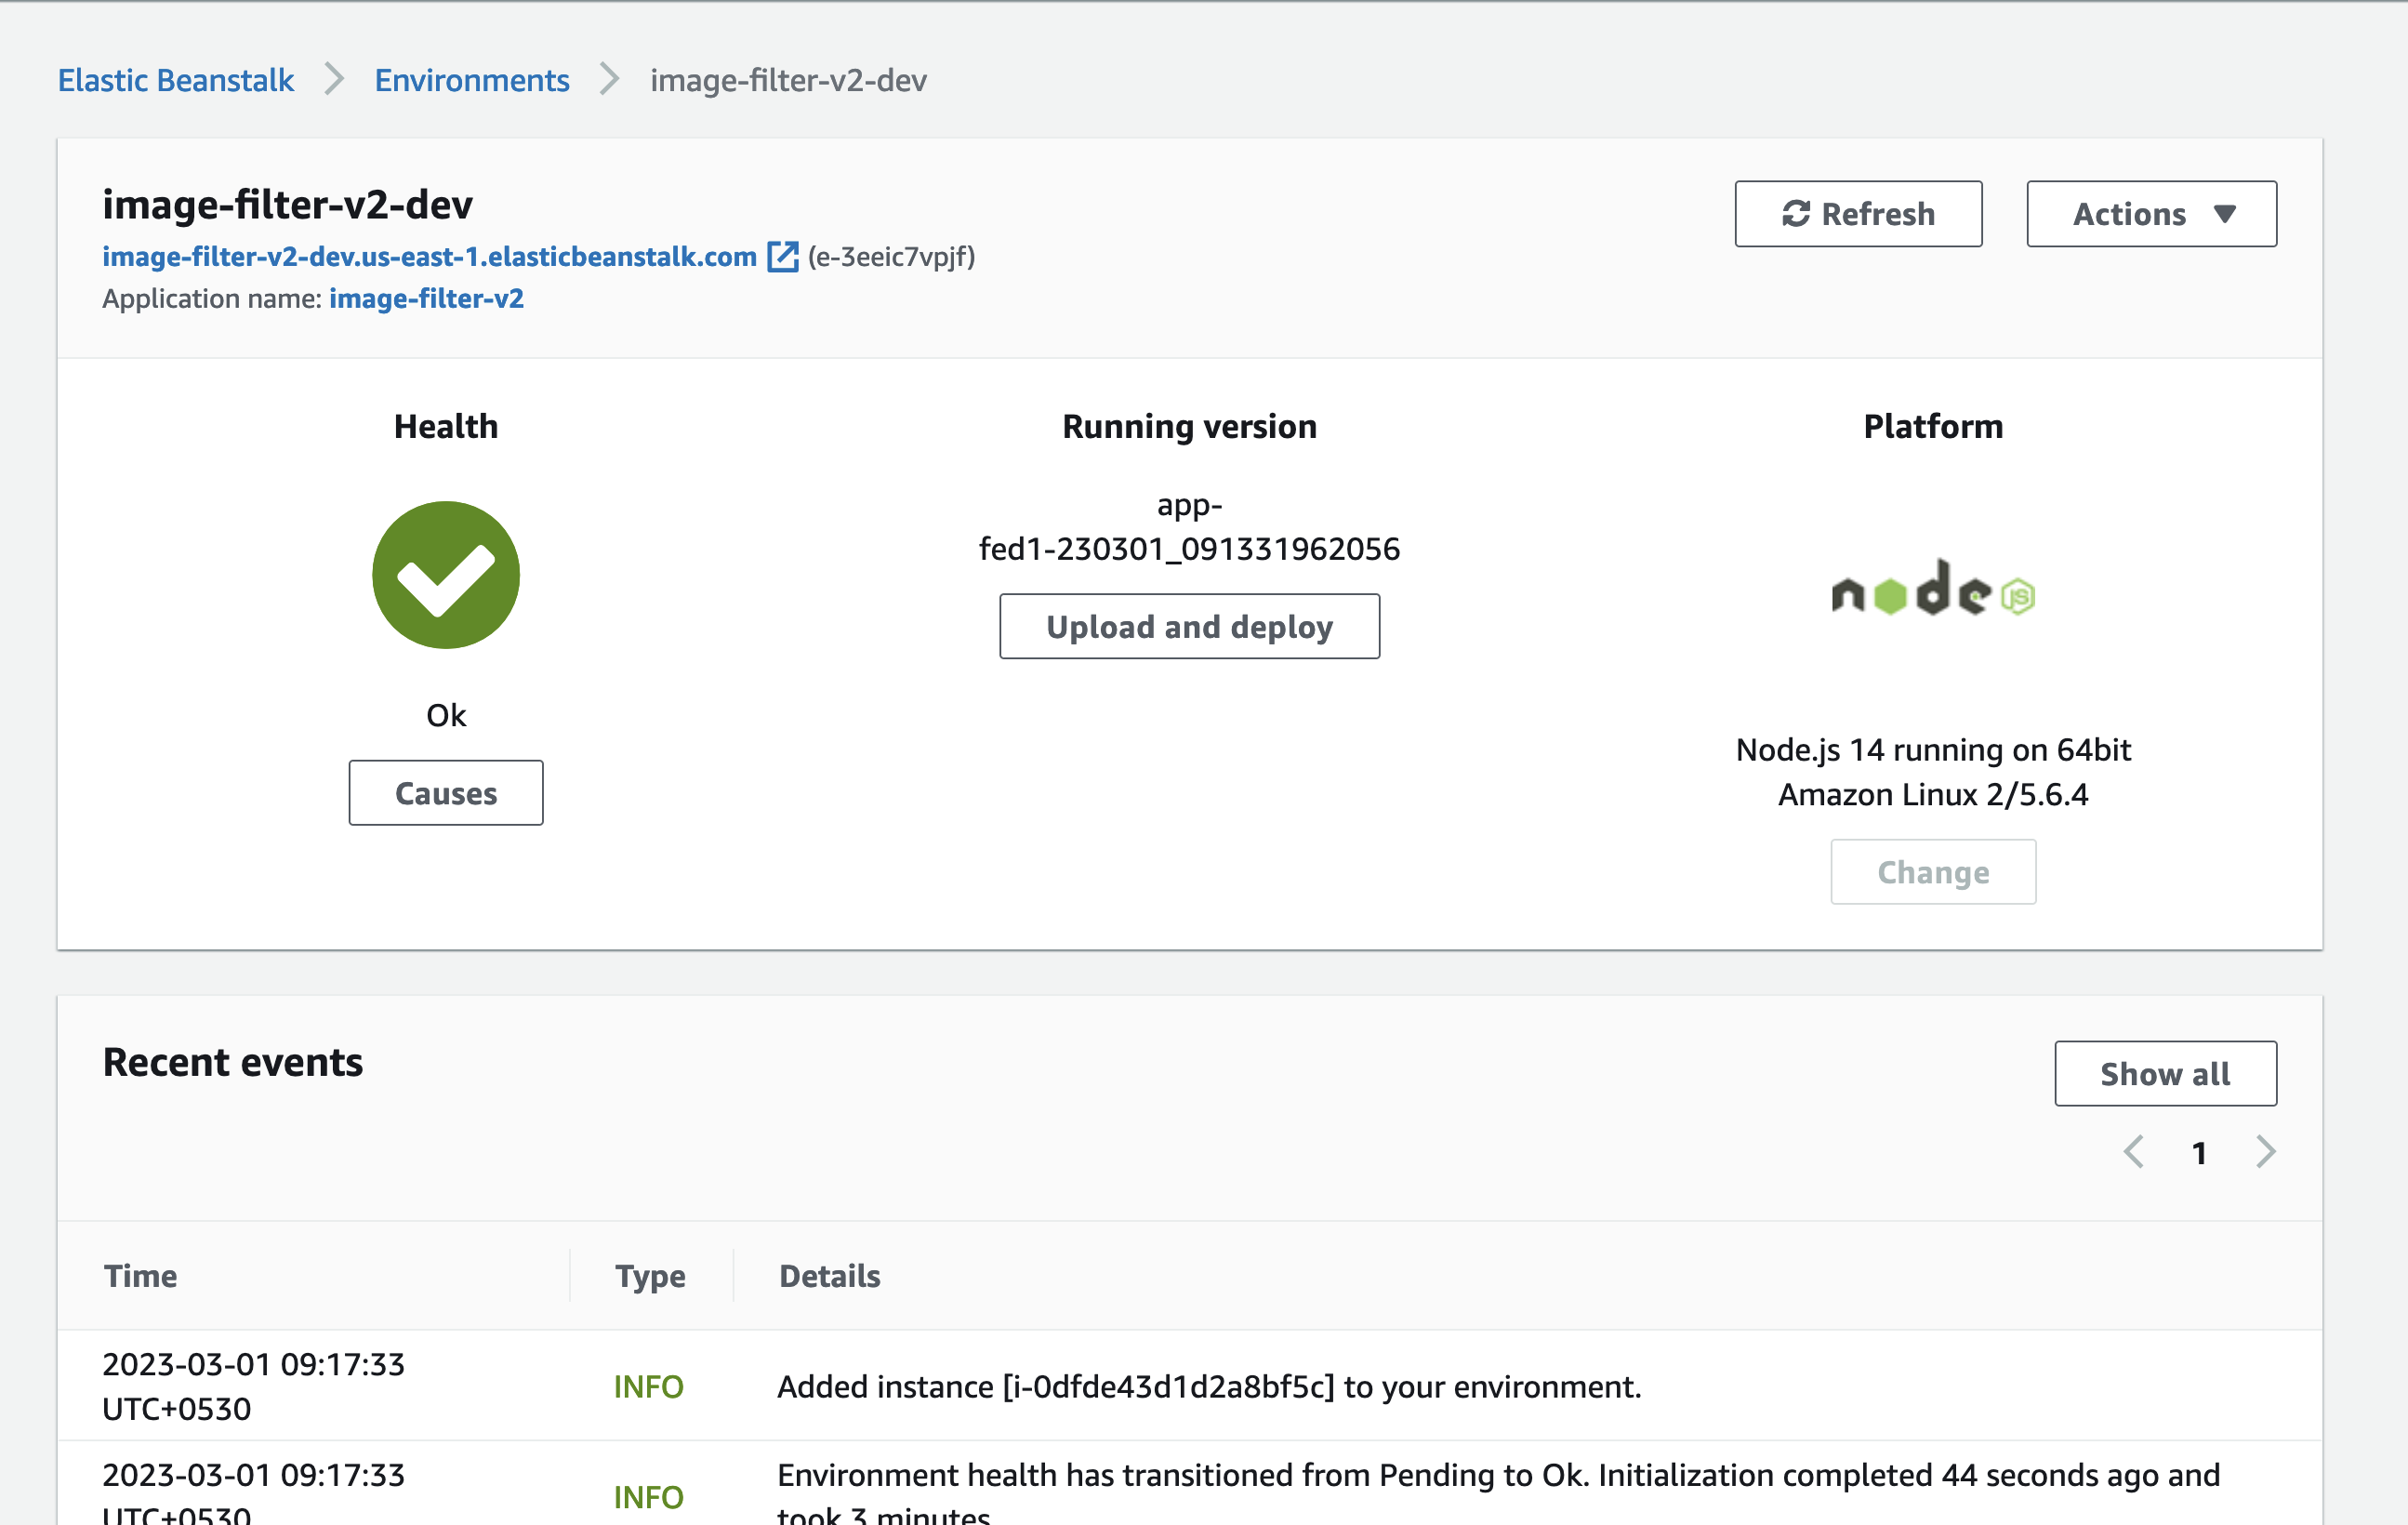 Elastic Beanstalk > Environments > image-filter-v2-dev
image-filter-v2-dev
Refresh
Actions
image-filter-v2-dev.us-east-1.elasticbeanstalk.com (e-3eeic7vpjf)
Application name: image-filter-v2
Health
Ok
Causes
Running version
app-
fed1-230301_091331962056
Upload and deploy
Platform
node JS
Node.js 14 running on 64bit
Amazon Linux 2/5.6.4
Change
Recent events
Show all
1
Time Type Details
2023-03-01 09:17:33
UTC+0530
INFO
Added instance [i-0dfde43d1d2a8bf5c] to your environment.
2023-03-01 09:17:33
UTC+0530
INFO
Environment health has transitioned from Pending to Ok. Initialization completed 44 seconds ago and
took 3 minutes